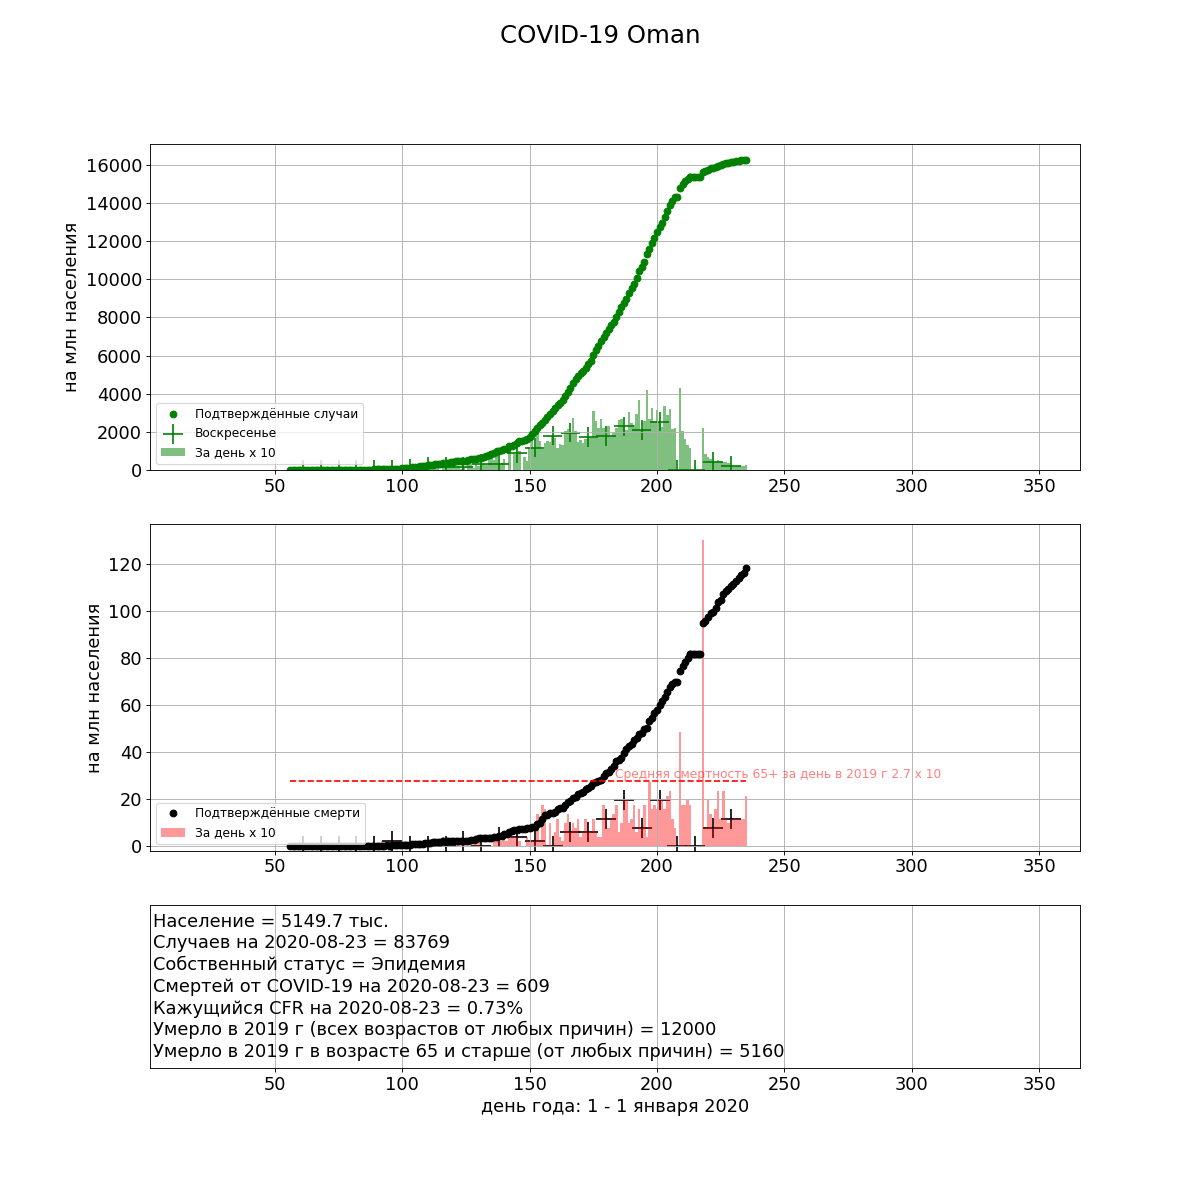 COVID-19 Oman
16000
14000
12000
10000
8000
6000
4000
2000
0
на млн населения
Подтверждённые случаи
Воскресенье
За день x 10
50 100 150 200 250 300 350
120
100
80
60
40
20
0
на млн населения
Средняя смертность 65+ за день в 2019 г 2.7 x 10
Подтверждённые смерти
За день x 10
50 100 150 200 250 300 350
Население = 5149.7 тыс.
Случаев на 2020-08-23 = 83769
Собственный статус = Эпидемия
Смертей от COVID-19 на 2020-08-23 = 609
Кажущийся CFR на 2020-08-23 = 0.73%
Умерло в 2019 г (всех возрастов от любых причин) = 12000
Умерло в 2019 г в возрасте 65 и старше (от любых причин) = 5160
50 100 150 200 250 300 350
день года: 1 - 1 января 2020